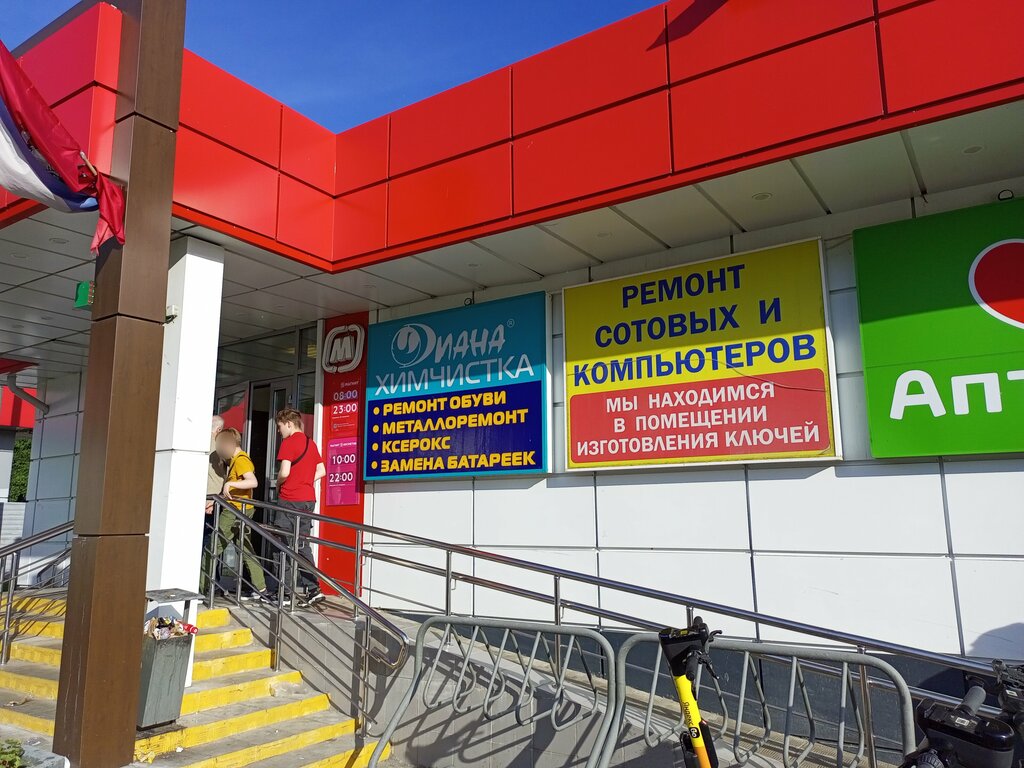 М
МАГНИТ
08:00
23:00
10:00
22:00
Диана®
ХИМЧИСТКА
• РЕМОНТ ОБУВИ
• МЕТАЛЛОРЕМОНТ
• КСЕРОКС
• ЗАМЕНА БАТАРЕЕК
РЕМОНТ
СОТОВЫХ И
КОМПЬЮТЕРОВ
МЫ НАХОДИМСЯ
В ПОМЕЩЕНИИ
ИЗГОТОВЛЕНИЯ КЛЮЧЕЙ
Апт